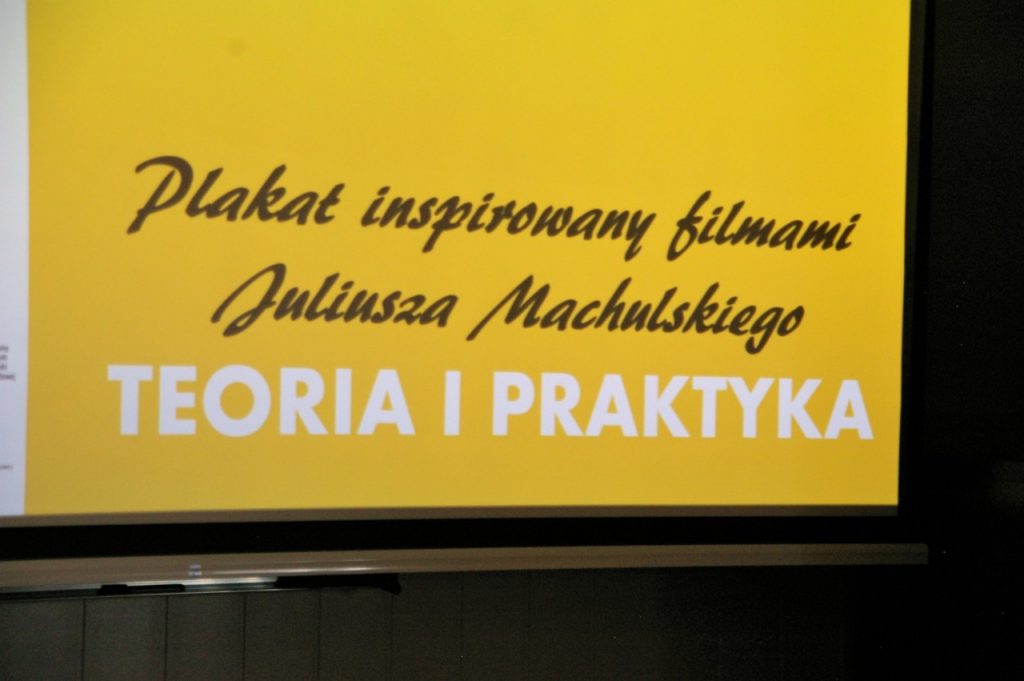 Plakat inspirowany filmami
Juliusza Machulskiego
TEORIA I PRAKTYKA